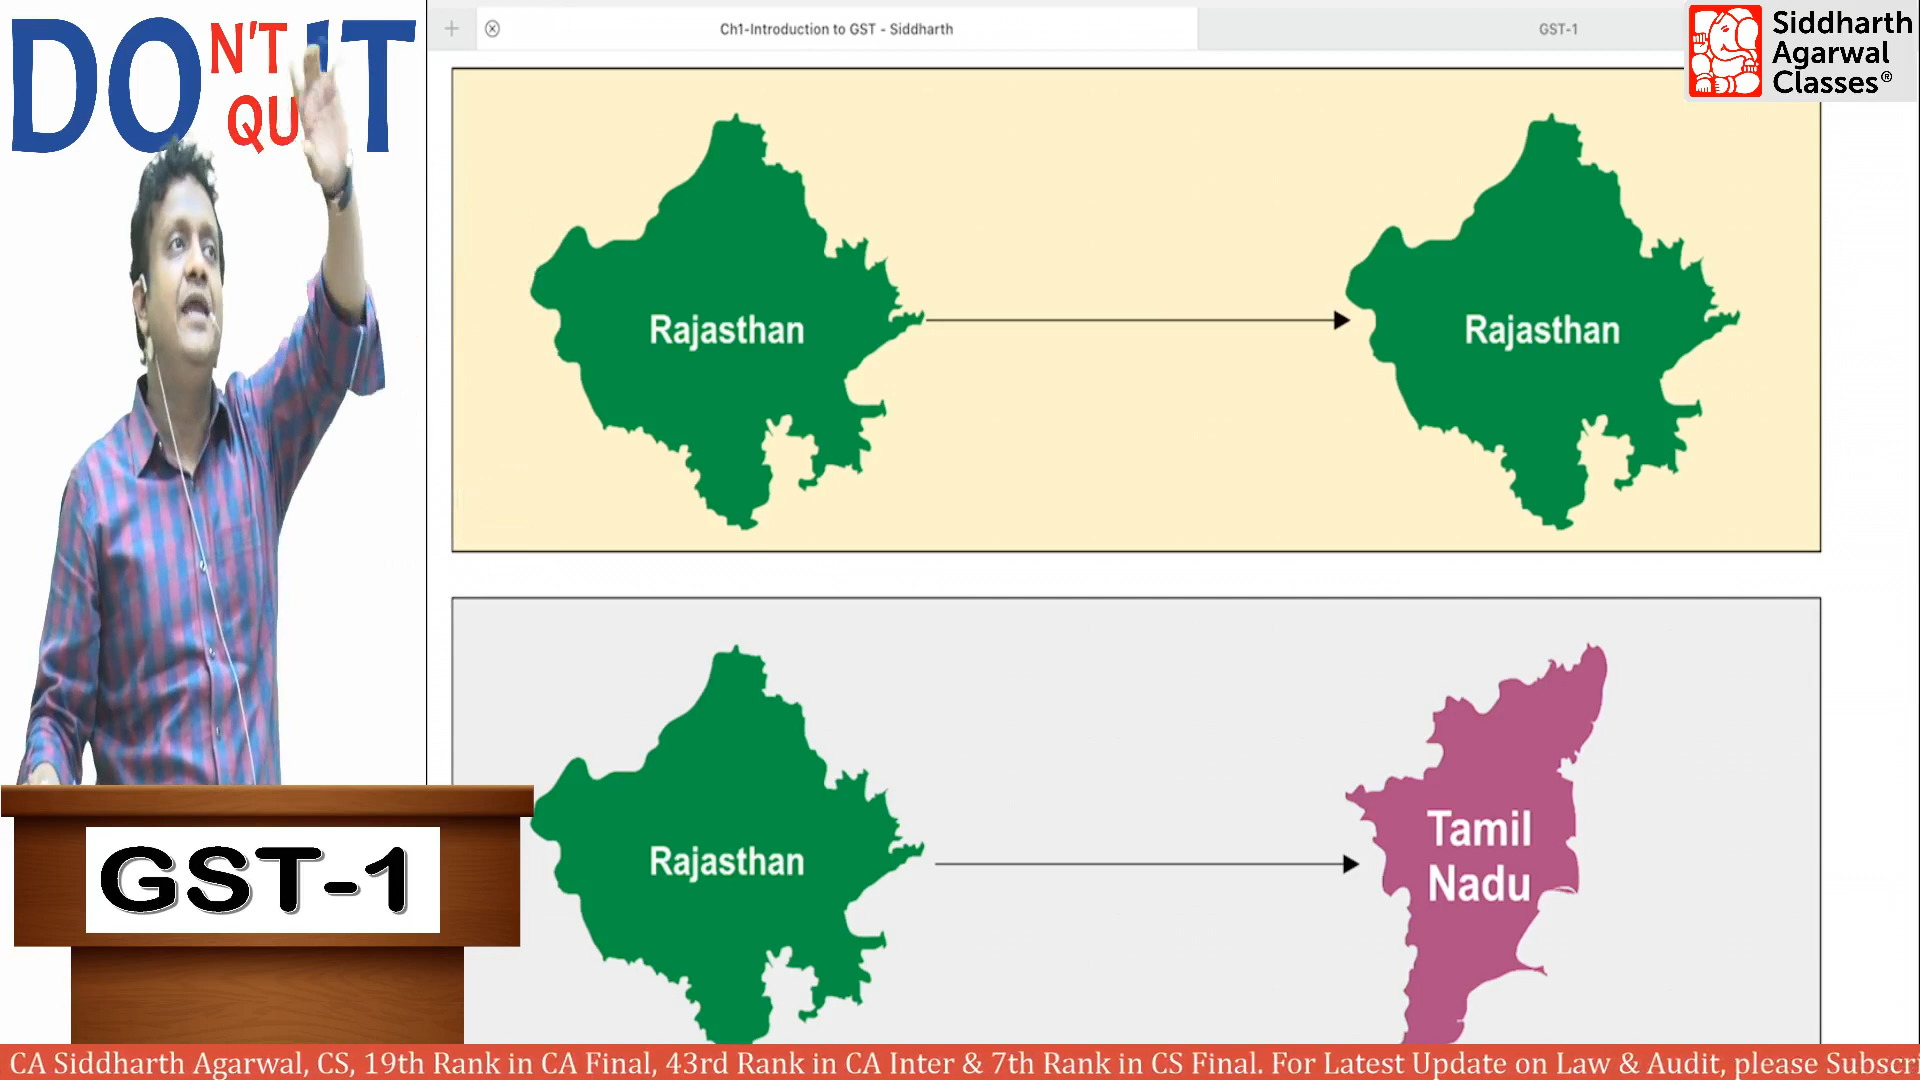 DON'T
QUIT
Ch1-Introduction to GST - Siddharth
GST-1
Siddharth
Agarwal
Classes®
Rajasthan
Rajasthan
Rajasthan
Tamil
Nadu
GST-1
CA Siddharth Agarwal, CS, 19th Rank in CA Final, 43rd Rank in CA Inter & 7th Rank in CS Final. For Latest Update on Law & Audit, please Subscri